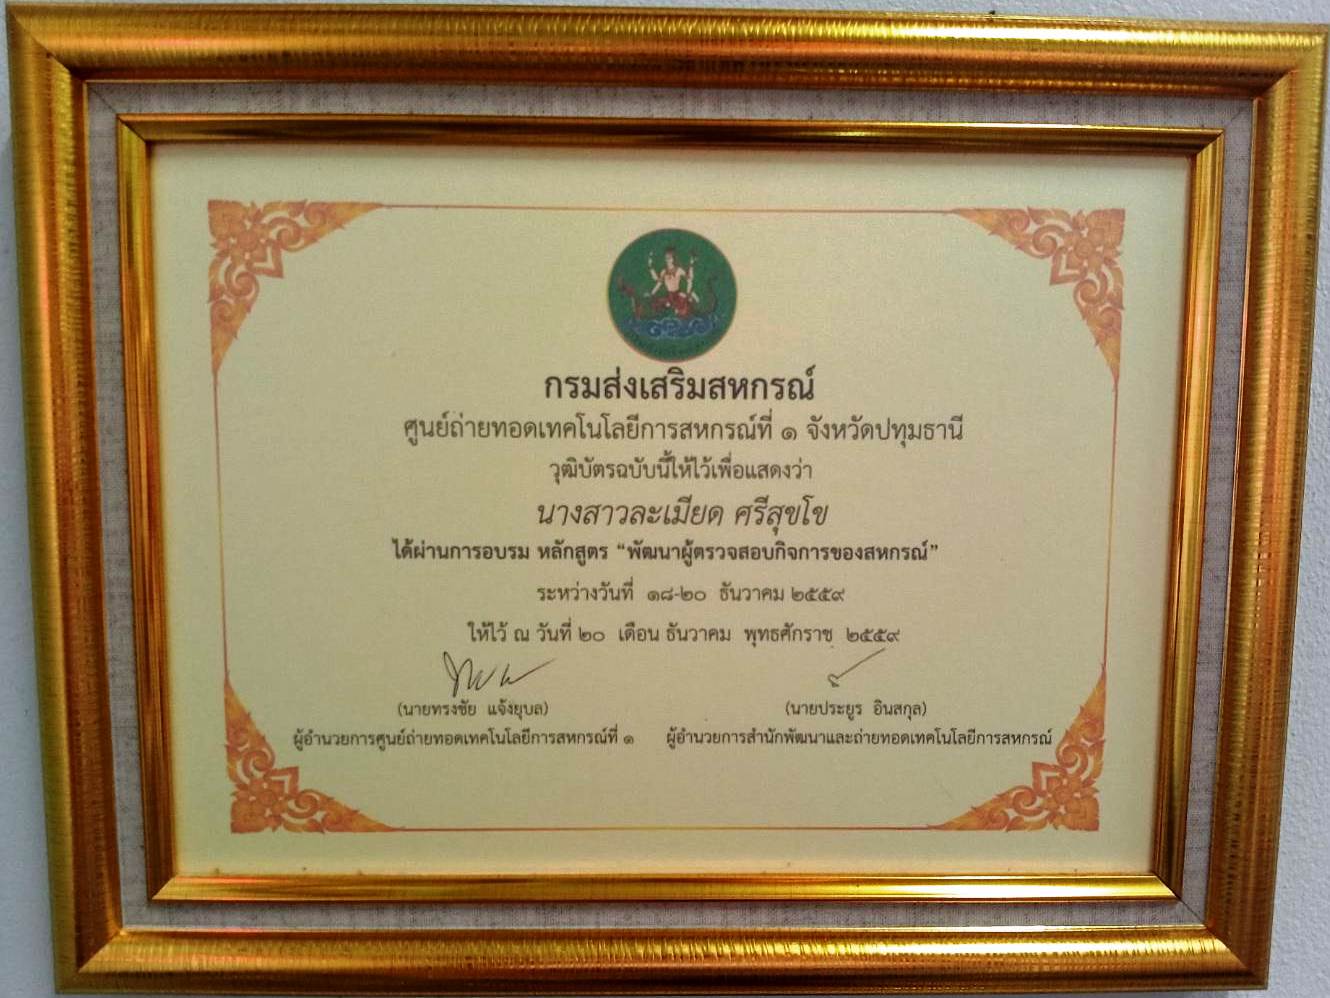 กรมส่งเสริมสหกรณ์
ศูนย์ถ่ายทอดเทคโนโลยีการสหกรณ์ที่ ๑ จังหวัดปทุมธานี
วุฒิบัตรฉบับนี้ให้ไว้เพื่อแสดงว่า
นางสาวละเมียด ศรีสุขโข
ได้ผ่านการอบรม หลักสูตร “พัฒนาผู้ตรวจสอบกิจการของสหกรณ์”
ระหว่างวันที่ ๑๘-๒๐ ธันวาคม ๒๕๕๙
ให้ไว้ ณ วันที่ ๒๐ เดือน ธันวาคม พุทธศักราช ๒๕๕๙
(นายทรงชัย แจ้งยุบล) (นายประยูร อินสกุล)
ผู้อำนวยการศูนย์ถ่ายทอดเทคโนโลยีการสหกรณ์ที่ ๑ ผู้อำนวยการสำนักพัฒนาและถ่ายทอดเทคโนโลยีการสหกรณ์